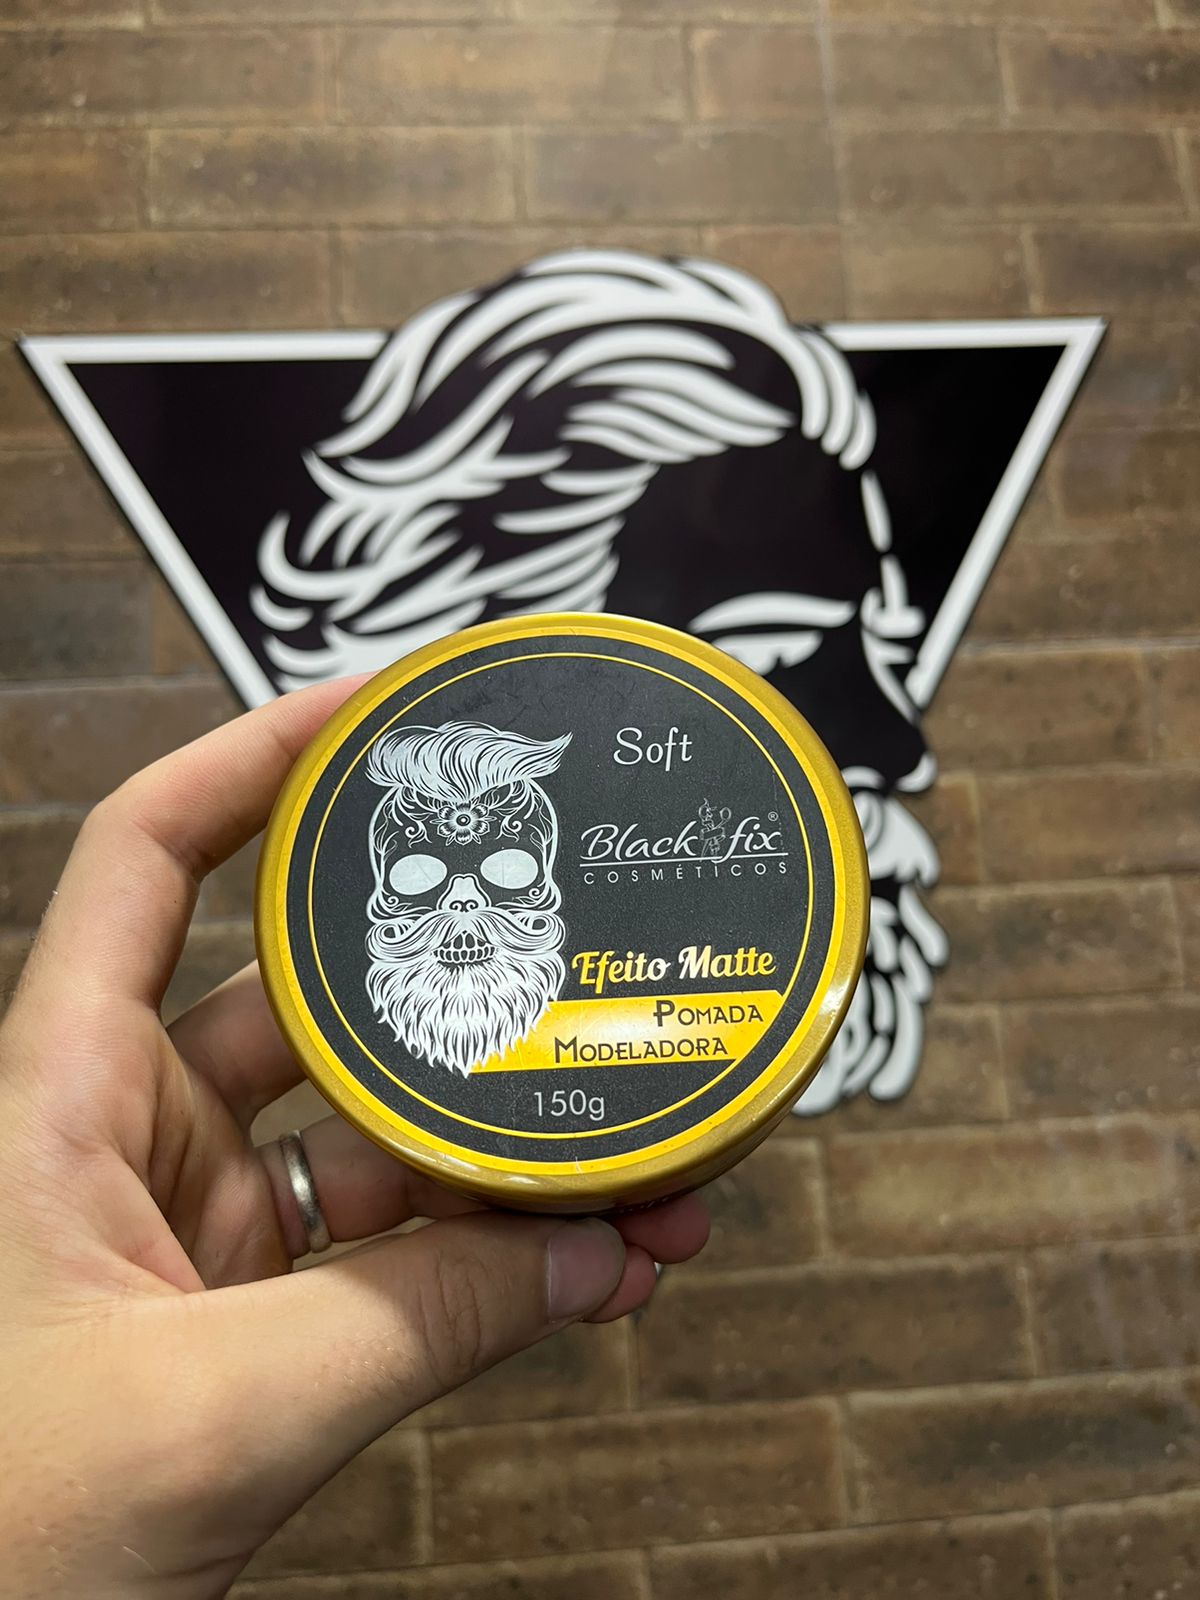 Soft
Black fix®
COSMÉTICOS
Efeito Matte
POMADA
MODELADORA
150g